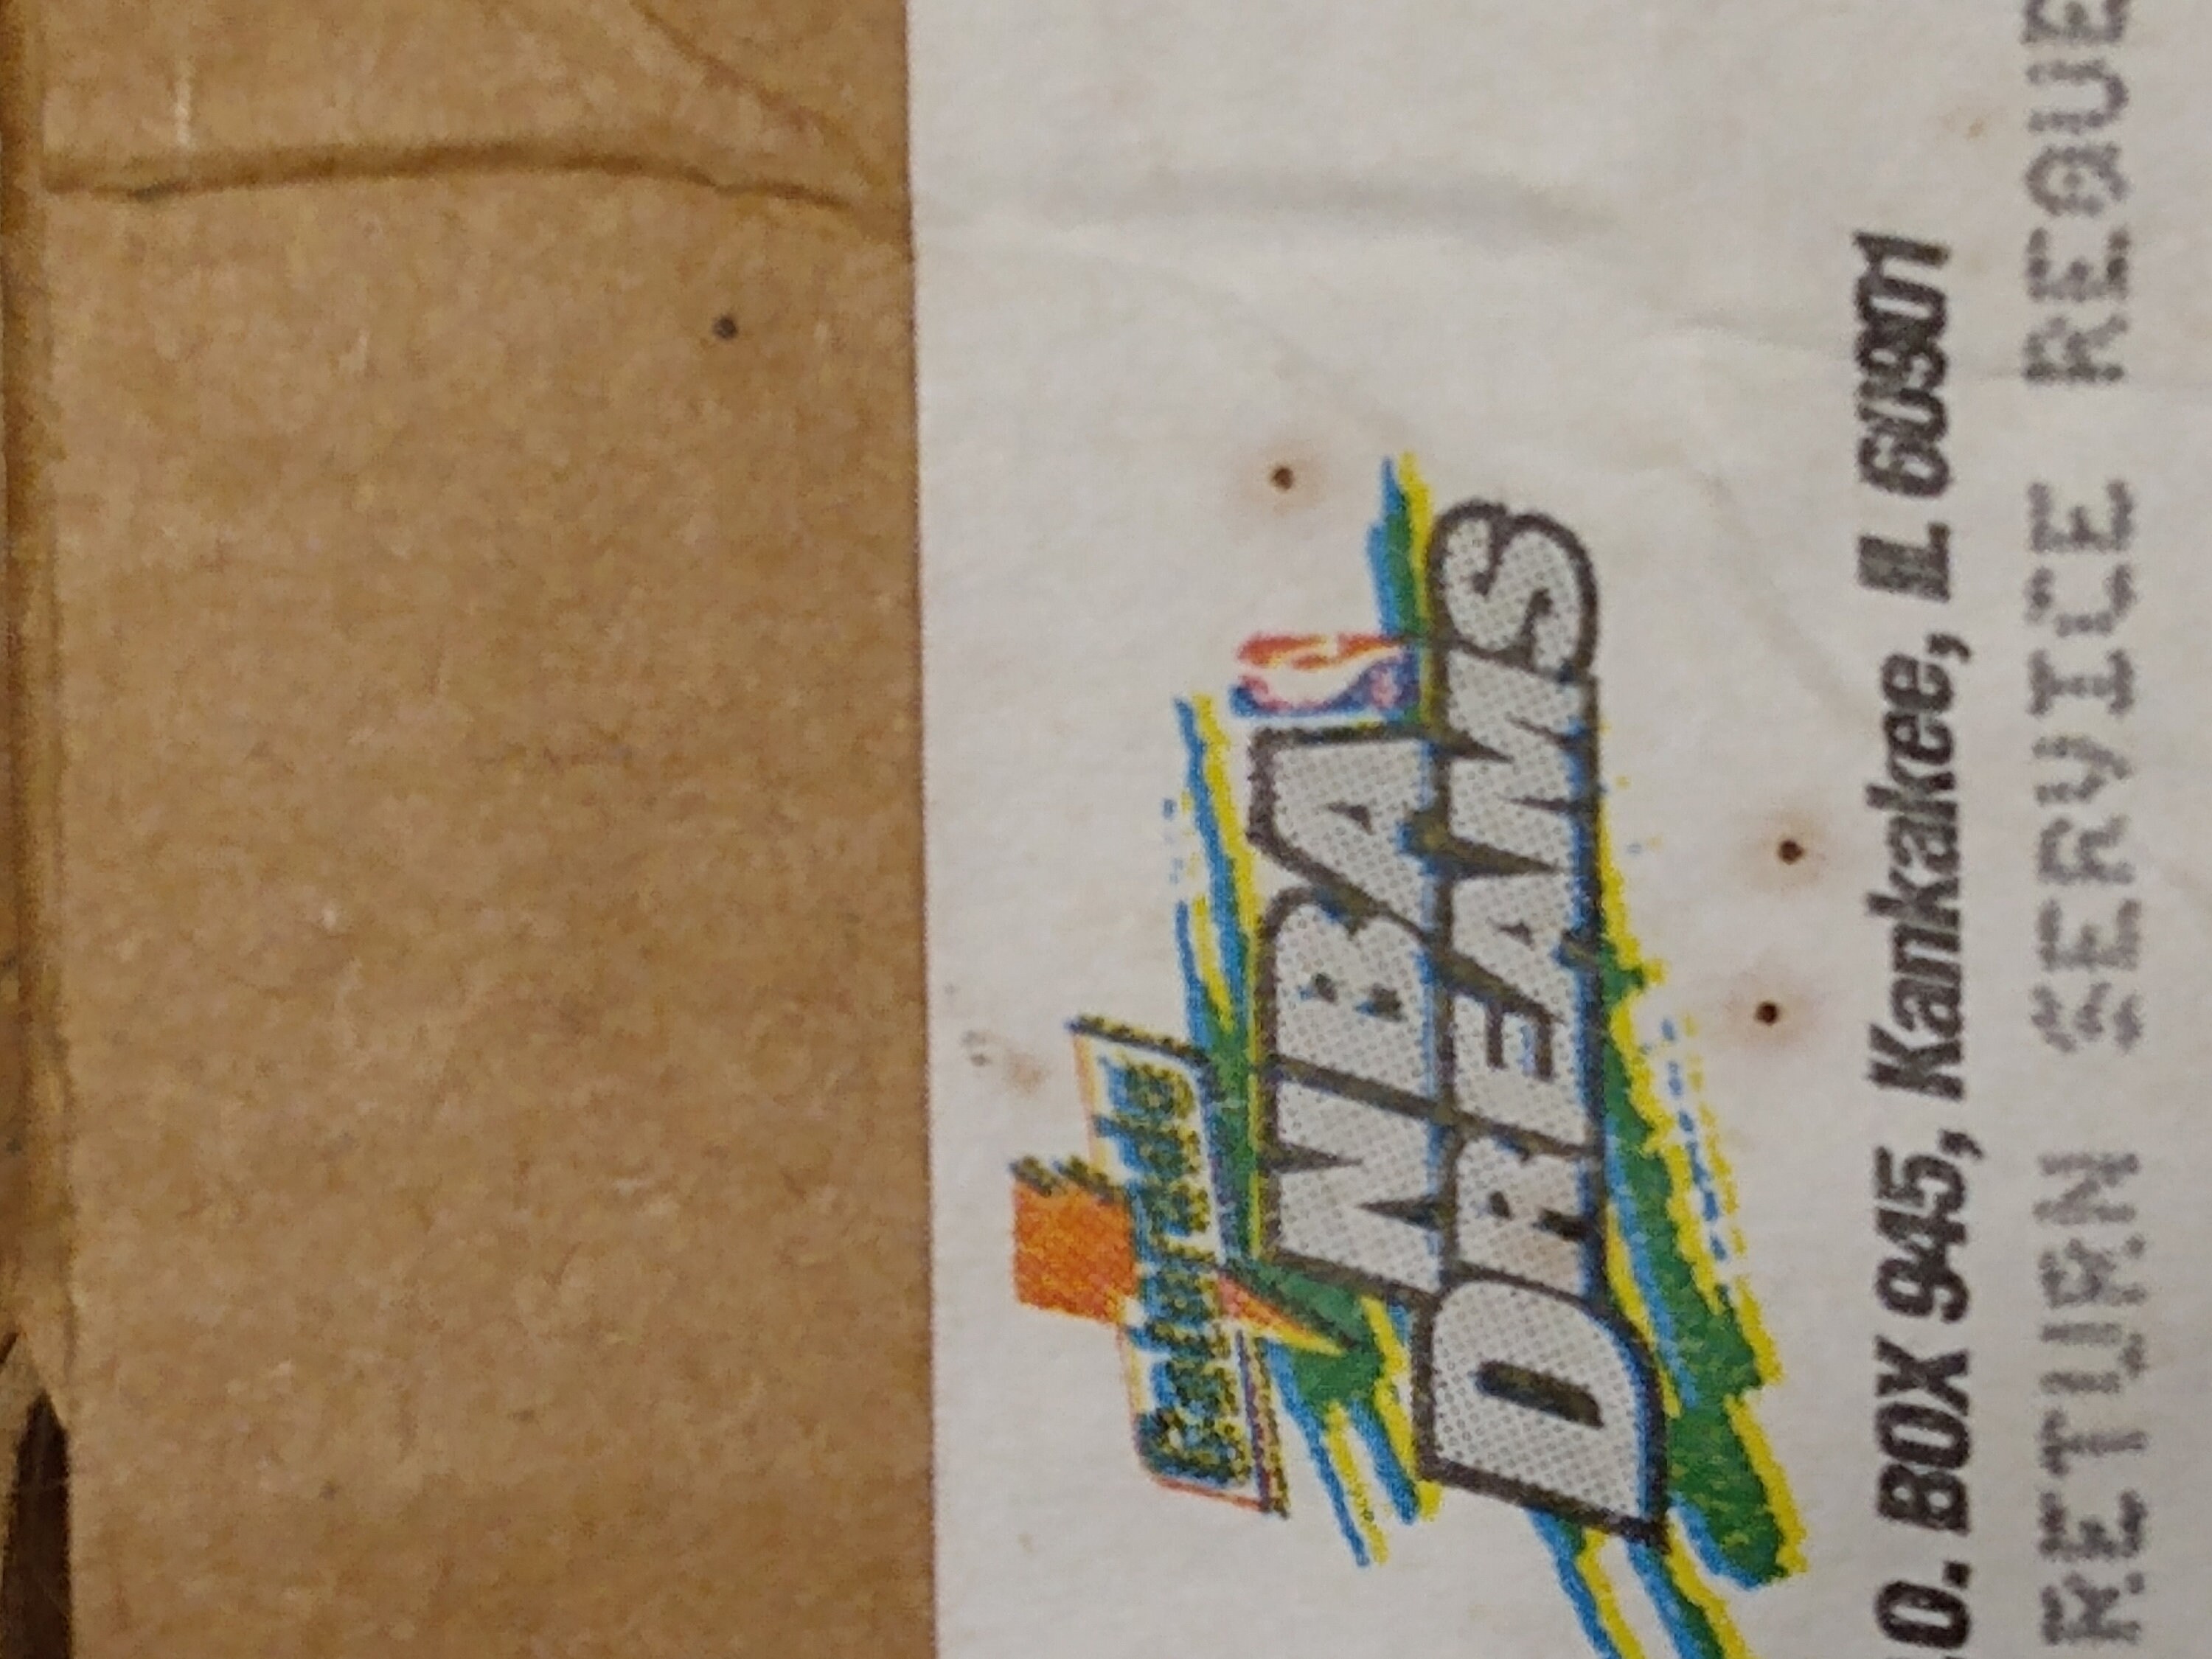 Gatorade
NBA
DREAMS
.O. BOX 945, Kankakee, IL 60901
RETURN SERVICE REQUE